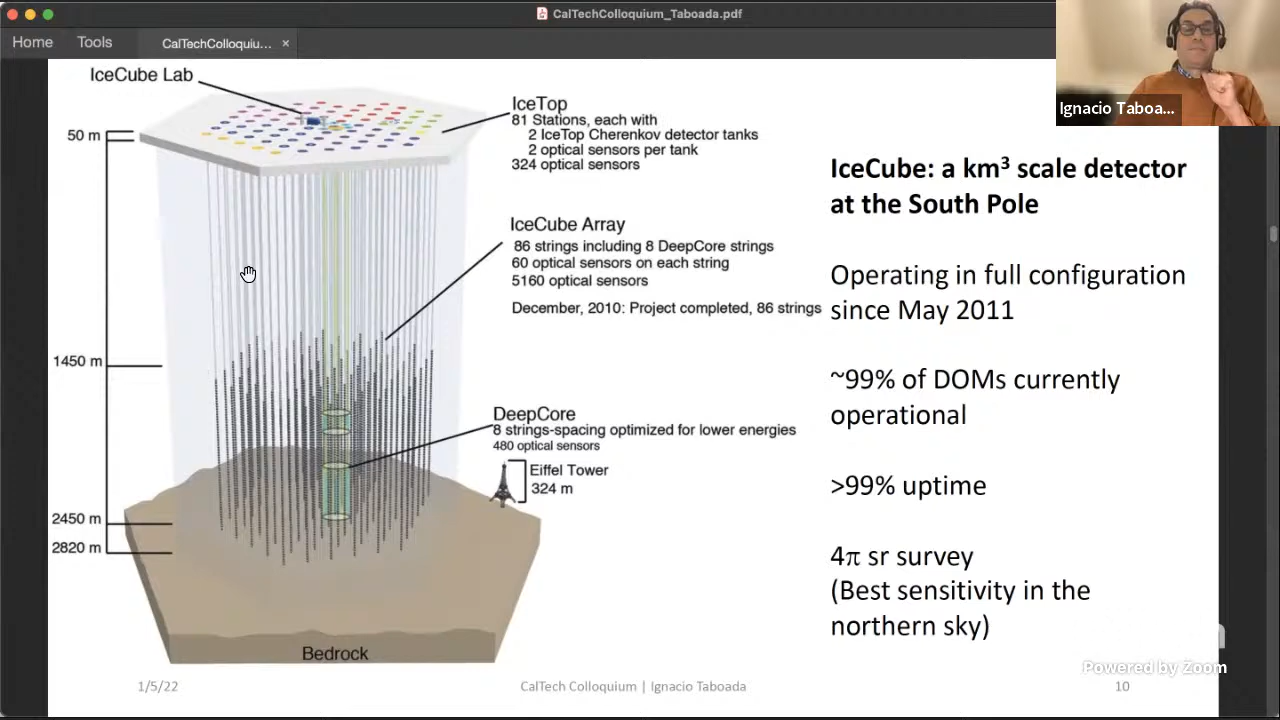 CalTechColloquium_Taboada.pdf
Home
Tools
CalTechColloquiu...
×
IceCube Lab
50 m
1450 m
2450 m
2820 m
IceTop
81 Stations, each with
2 IceTop Cherenkov detector tanks
2 optical sensors per tank
324 optical sensors
IceCube Array
86 strings including 8 DeepCore strings
60 optical sensors on each string
5160 optical sensors
December, 2010: Project completed, 86 strings
DeepCore
8 strings-spacing optimized for lower energies
480 optical sensors
Eiffel Tower
324 m
Bedrock
Ignacio Taboa...
IceCube: a km³ scale detector
at the South Pole
Operating in full configuration
since May 2011
~99% of DOMs currently
operational
>99% uptime
4π sr survey
(Best sensitivity in the
northern sky)
Powered by Zoom
1/5/22
CalTech Colloquium | Ignacio Taboada
10